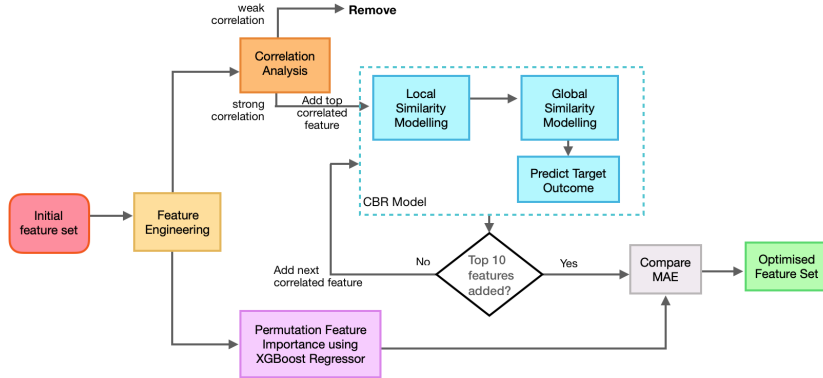 weak
correlation
Remove
Correlation
Analysis
strong
correlation
Add top
correlated
feature
Local
Similarity
Modelling
Global
Similarity
Modelling
Predict Target
Outcome
CBR Model
Initial
feature set
Feature
Engineering
No
Top 10
features
added?
Yes
Add next
correlated feature
Compare
MAE
Optimised
Feature Set
Permutation Feature
Importance using
XGBoost Regressor